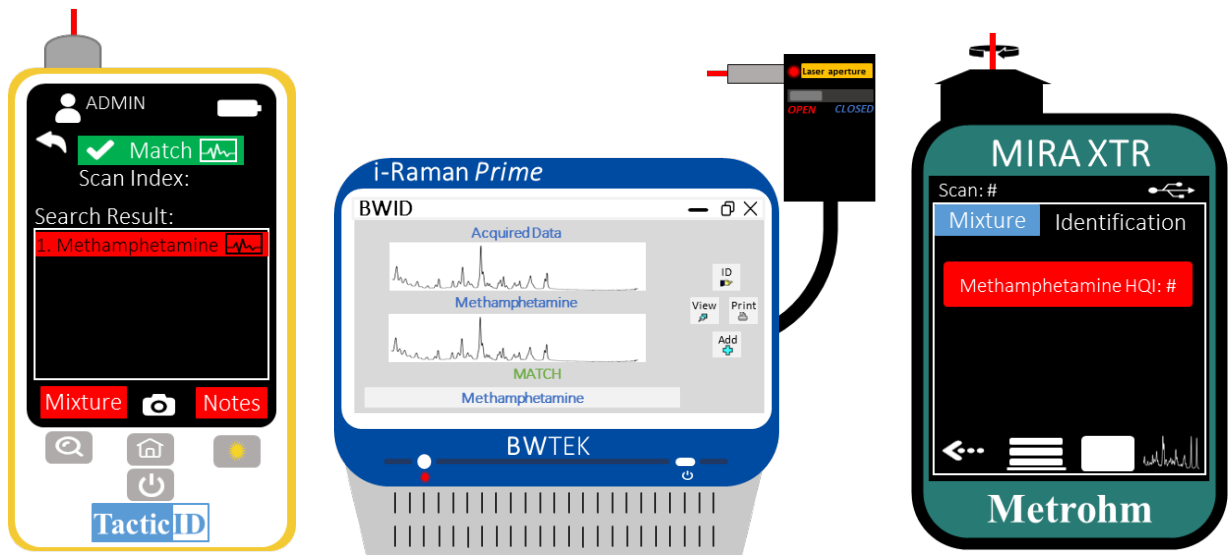 ADMIN
Match
Scan Index:
Search Result:
1. Methamphetamine
Mixture
Notes
TacticID
Laser aperture
OPEN CLOSED
i-Raman Prime
BWID
Acquired Data
Methamphetamine
MATCH
Methamphetamine
ID
View Print
Add
BWTEK
MIRA XTR
Scan: #
Mixture Identification
Methamphetamine HQI: #
Metrohm